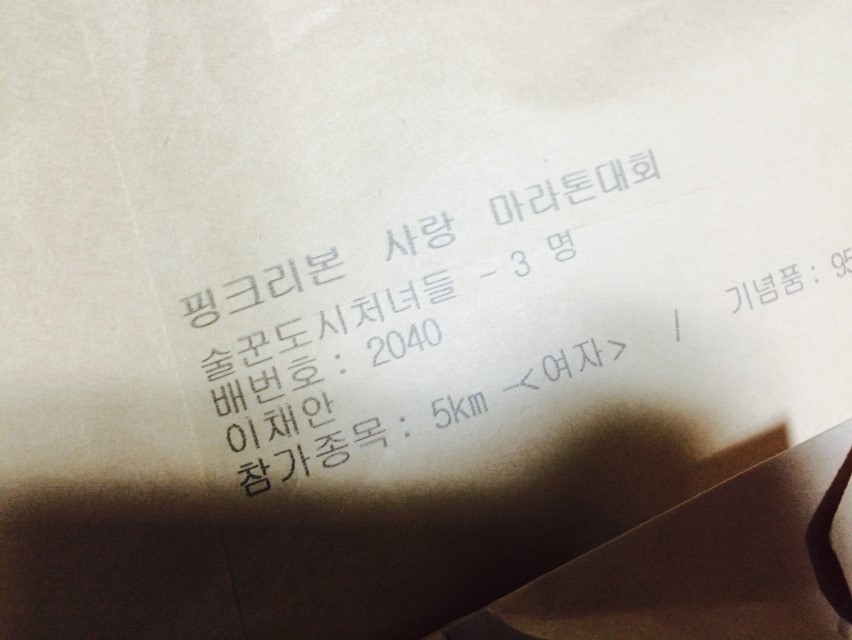 핑크리본 사랑 마라톤대회
술꾼도시처녀들 - 3 명
배번호 : 2040
이채안
참가종목 : 5km -<여자> / 기념품 : 95